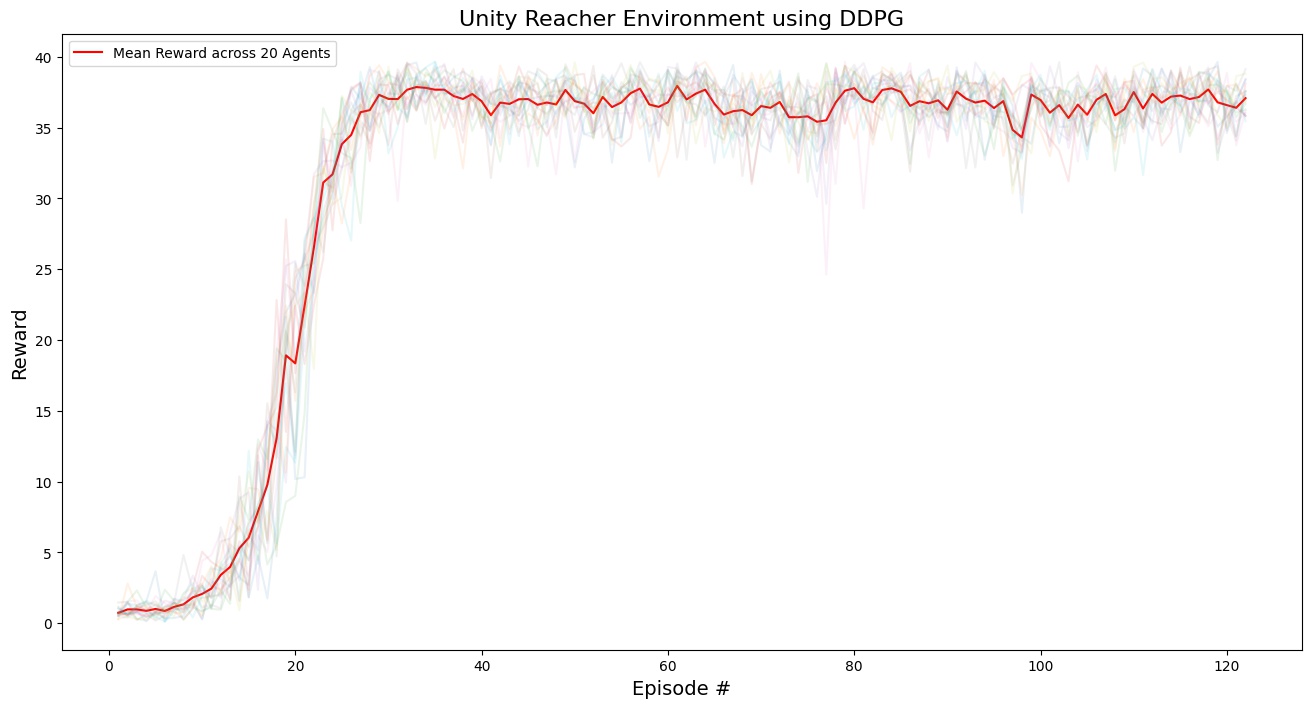 Unity Reacher Environment using DDPG
Mean Reward across 20 Agents
Reward
40
35
30
25
20
15
10
5
0
0 20 40 60 80 100 120
Episode #